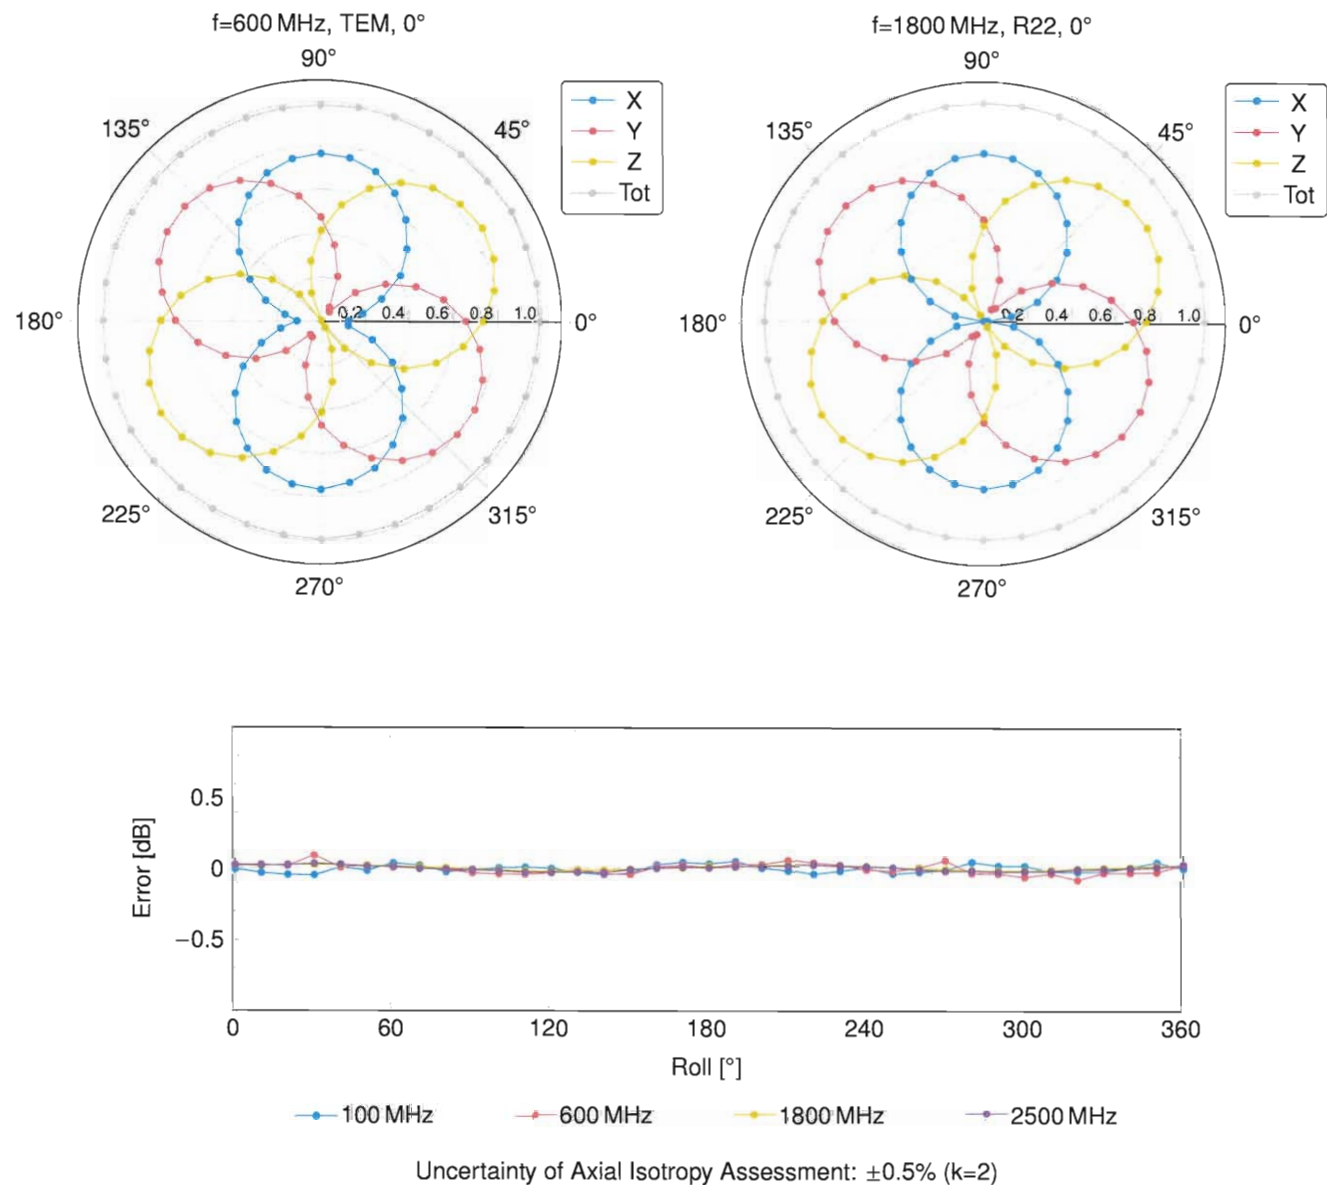 f=600 MHz, TEM, 0°
90°
135°
45°
180°
0.2 0.4 0.6 0.8 1.0
0°
225°
315°
270°
X
Y
Z
Tot
f=1800 MHz, R22, 0°
90°
135°
45°
180°
0.2 0.4 0.6 0.8 1.0
0°
225°
315°
270°
X
Y
Z
Tot
Error [dB]
0.5
0
−0.5
0 60 120 180 240 300 360
Roll [°]
100 MHz 600 MHz 1800 MHz 2500 MHz
Uncertainty of Axial Isotropy Assessment: ±0.5% (k=2)